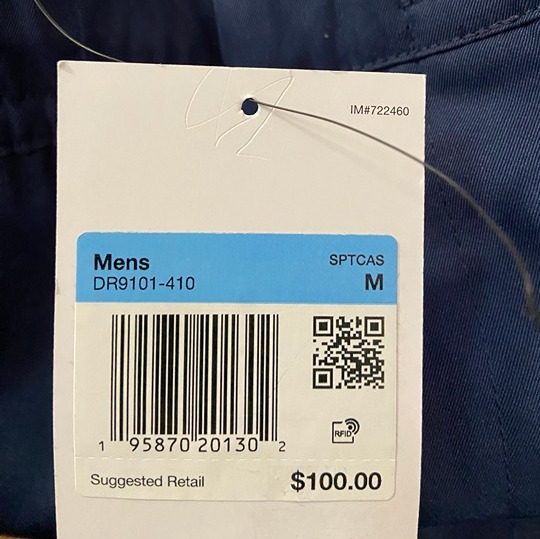 IM#722460
Mens SPTCAS
DR9101-410 M
RFID
1 95870 20130 2
Suggested Retail $100.00